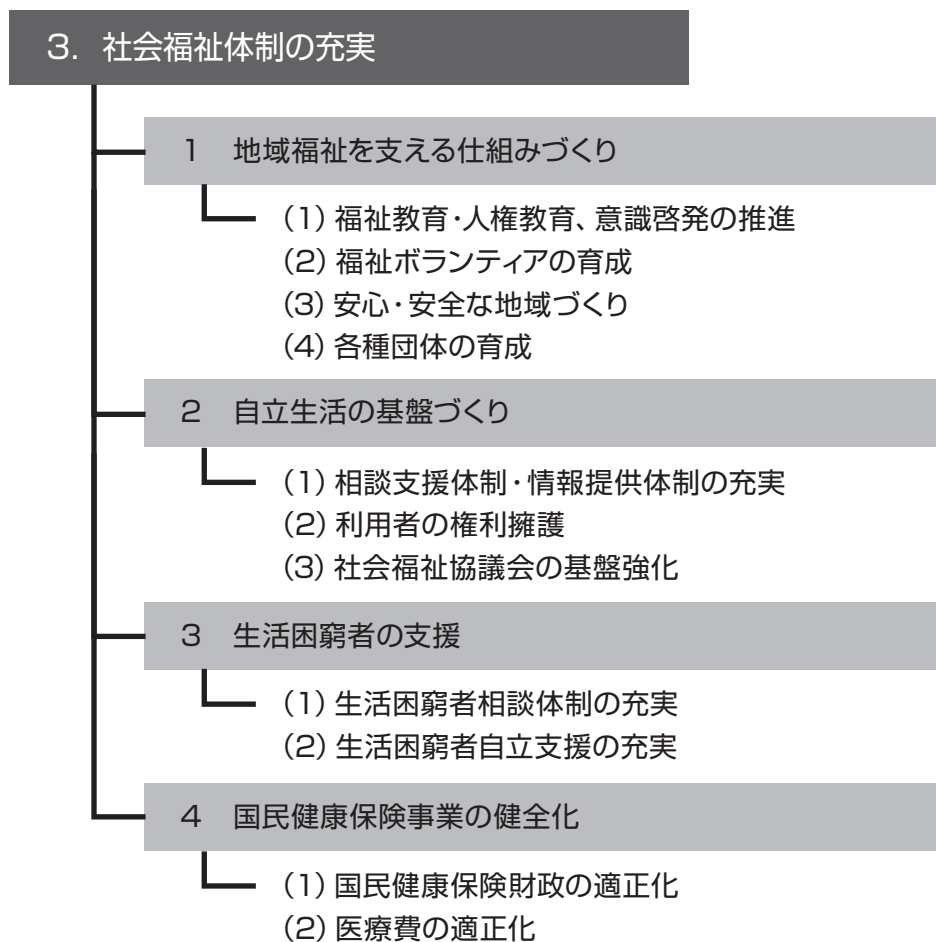 3. 社会福祉体制の充実
1 地域福祉を支える仕組みづくり
(1) 福祉教育・人権教育、意識啓発の推進
(2) 福祉ボランティアの育成
(3) 安心・安全な地域づくり
(4) 各種団体の育成
2 自立生活の基盤づくり
(1) 相談支援体制・情報提供体制の充実
(2) 利用者の権利擁護
(3) 社会福祉協議会の基盤強化
3 生活困窮者の支援
(1) 生活困窮者相談体制の充実
(2) 生活困窮者自立支援の充実
4 国民健康保険事業の健全化
(1) 国民健康保険財政の適正化
(2) 医療費の適正化